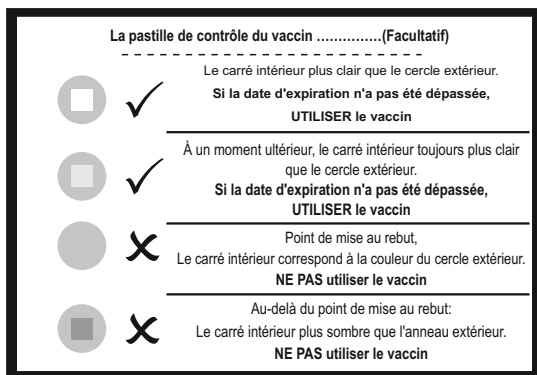 La pastille de contrôle du vaccin ...............(Facultatif)
Le carré intérieur plus clair que le cercle extérieur.
Si la date d'expiration n'a pas été dépassée,
UTILISER le vaccin
À un moment ultérieur, le carré intérieur toujours plus clair
que le cercle extérieur.
Si la date d'expiration n'a pas été dépassée,
UTILISER le vaccin
Point de mise au rebut,
Le carré intérieur correspond à la couleur du cercle extérieur.
NE PAS utiliser le vaccin
Au-delà du point de mise au rebut:
Le carré intérieur plus sombre que l'anneau extérieur.
NE PAS utiliser le vaccin